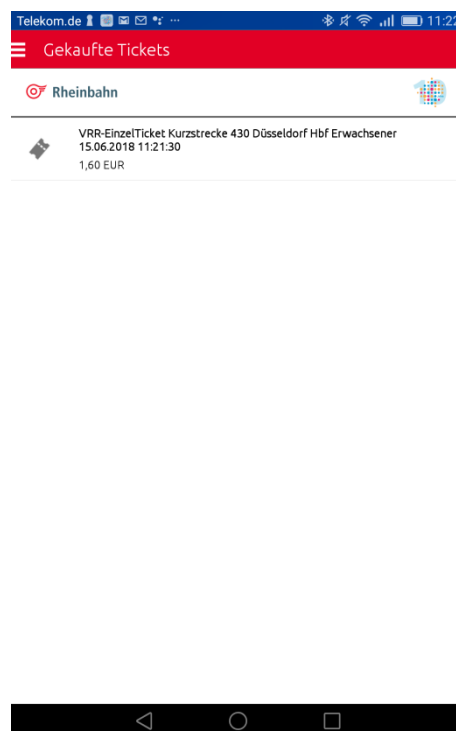 Telekom.de 11:22
Gekaufte Tickets
Rheinbahn
VRR-EinzelTicket Kurzstrecke 430 Düsseldorf Hbf Erwachsener
15.06.2018 11:21:30
1,60 EUR